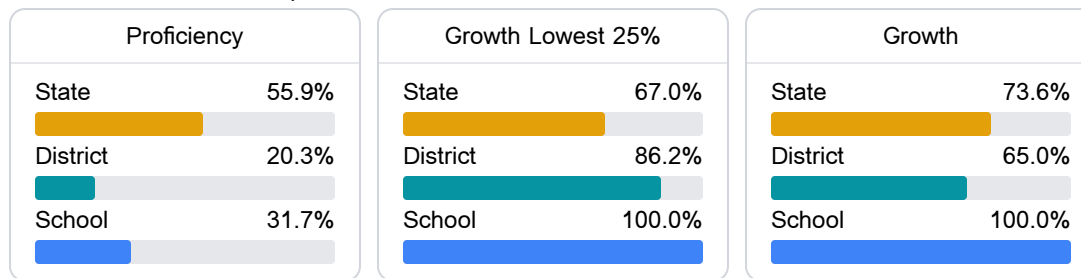 Proficiency
State 55.9%
District 20.3%
School 31.7%
Growth Lowest 25%
State 67.0%
District 86.2%
School 100.0%
Growth
State 73.6%
District 65.0%
School 100.0%